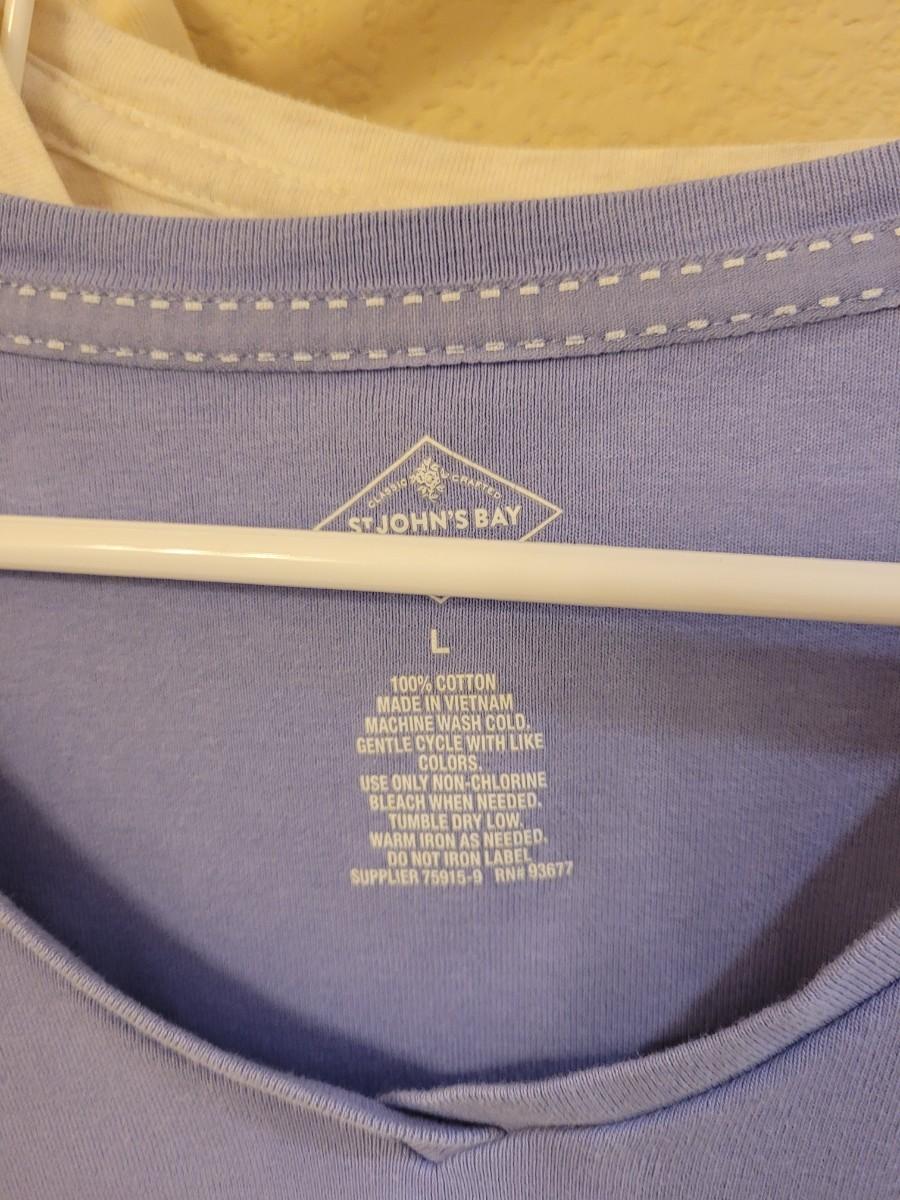 CLASSIC CRAFTED
ST JOHN'S BAY
L
100% COTTON
MADE IN VIETNAM
MACHINE WASH COLD.
GENTLE CYCLE WITH LIKE
COLORS.
USE ONLY NON-CHLORINE
BLEACH WHEN NEEDED.
TUMBLE DRY LOW.
WARM IRON AS NEEDED.
DO NOT IRON LABEL
SUPPLIER 75915-9 RN# 93677